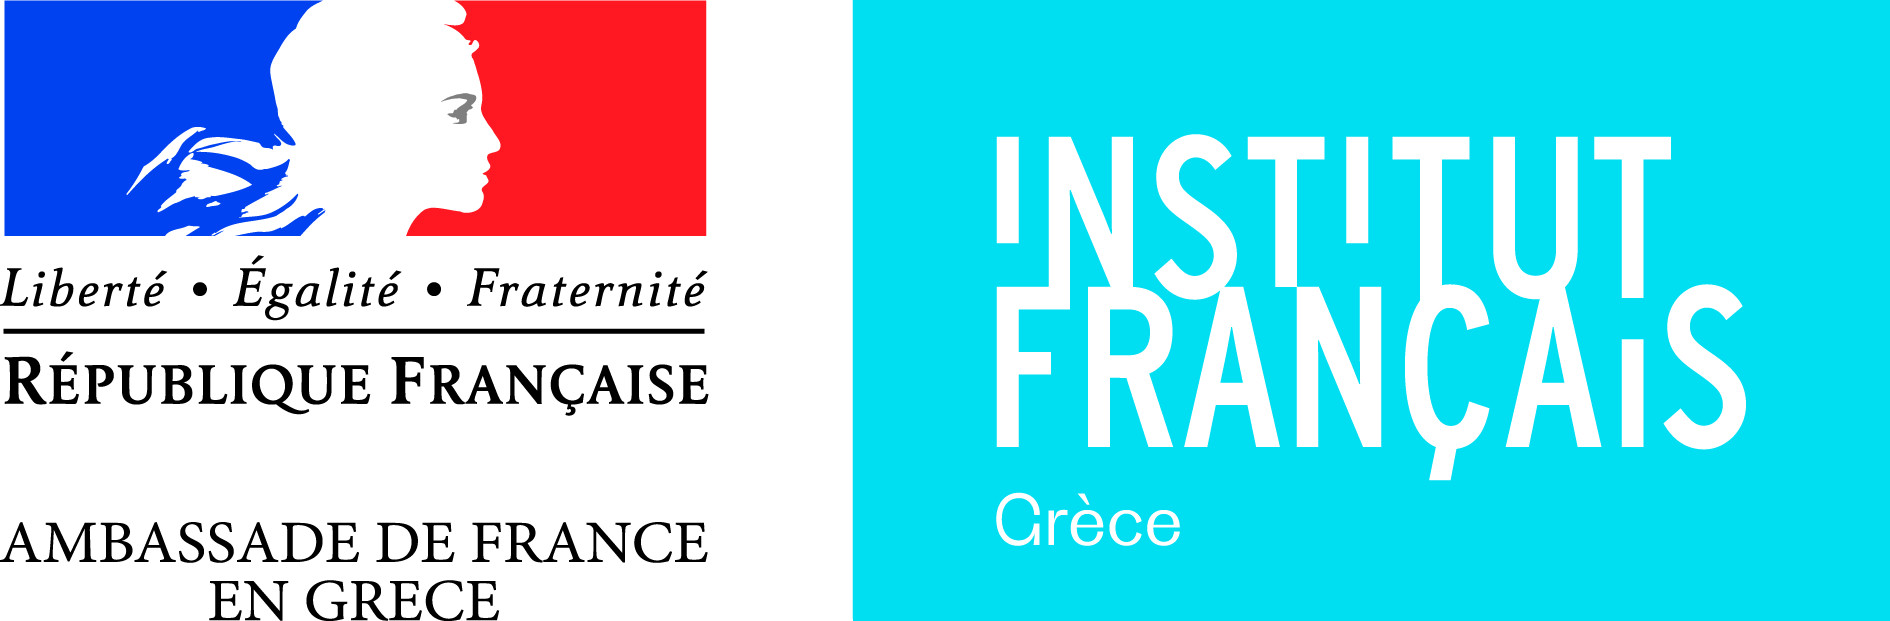 Liberté • Égalité • Fraternité
RÉPUBLIQUE FRANÇAISE
AMBASSADE DE FRANCE
EN GRECE
INSTITUT
FRANÇAiS
Grèce